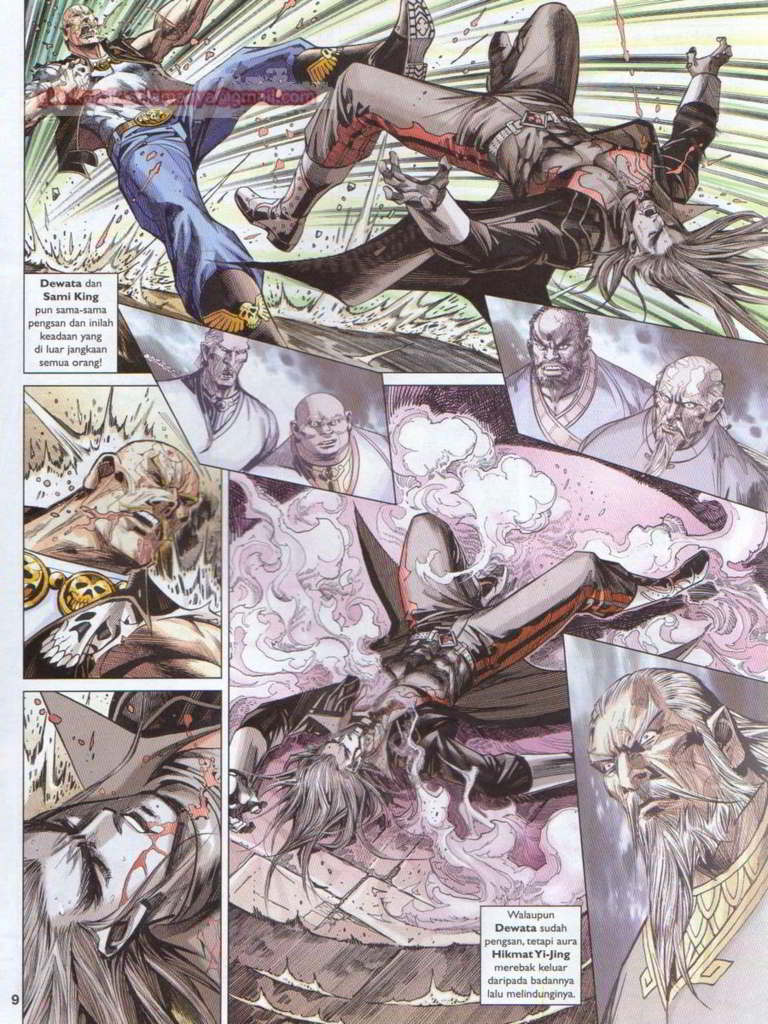 Dewata dan
Sami King
pun sama-sama
pengsan dan inilah
keadaan yang
di luar jangkaan
semua orang!
Walaupun
Dewata sudah
pengsan, tetapi aura
Hikmat Yi-Jing
merebak keluar
daripada badannya
lalu melindunginya.
9